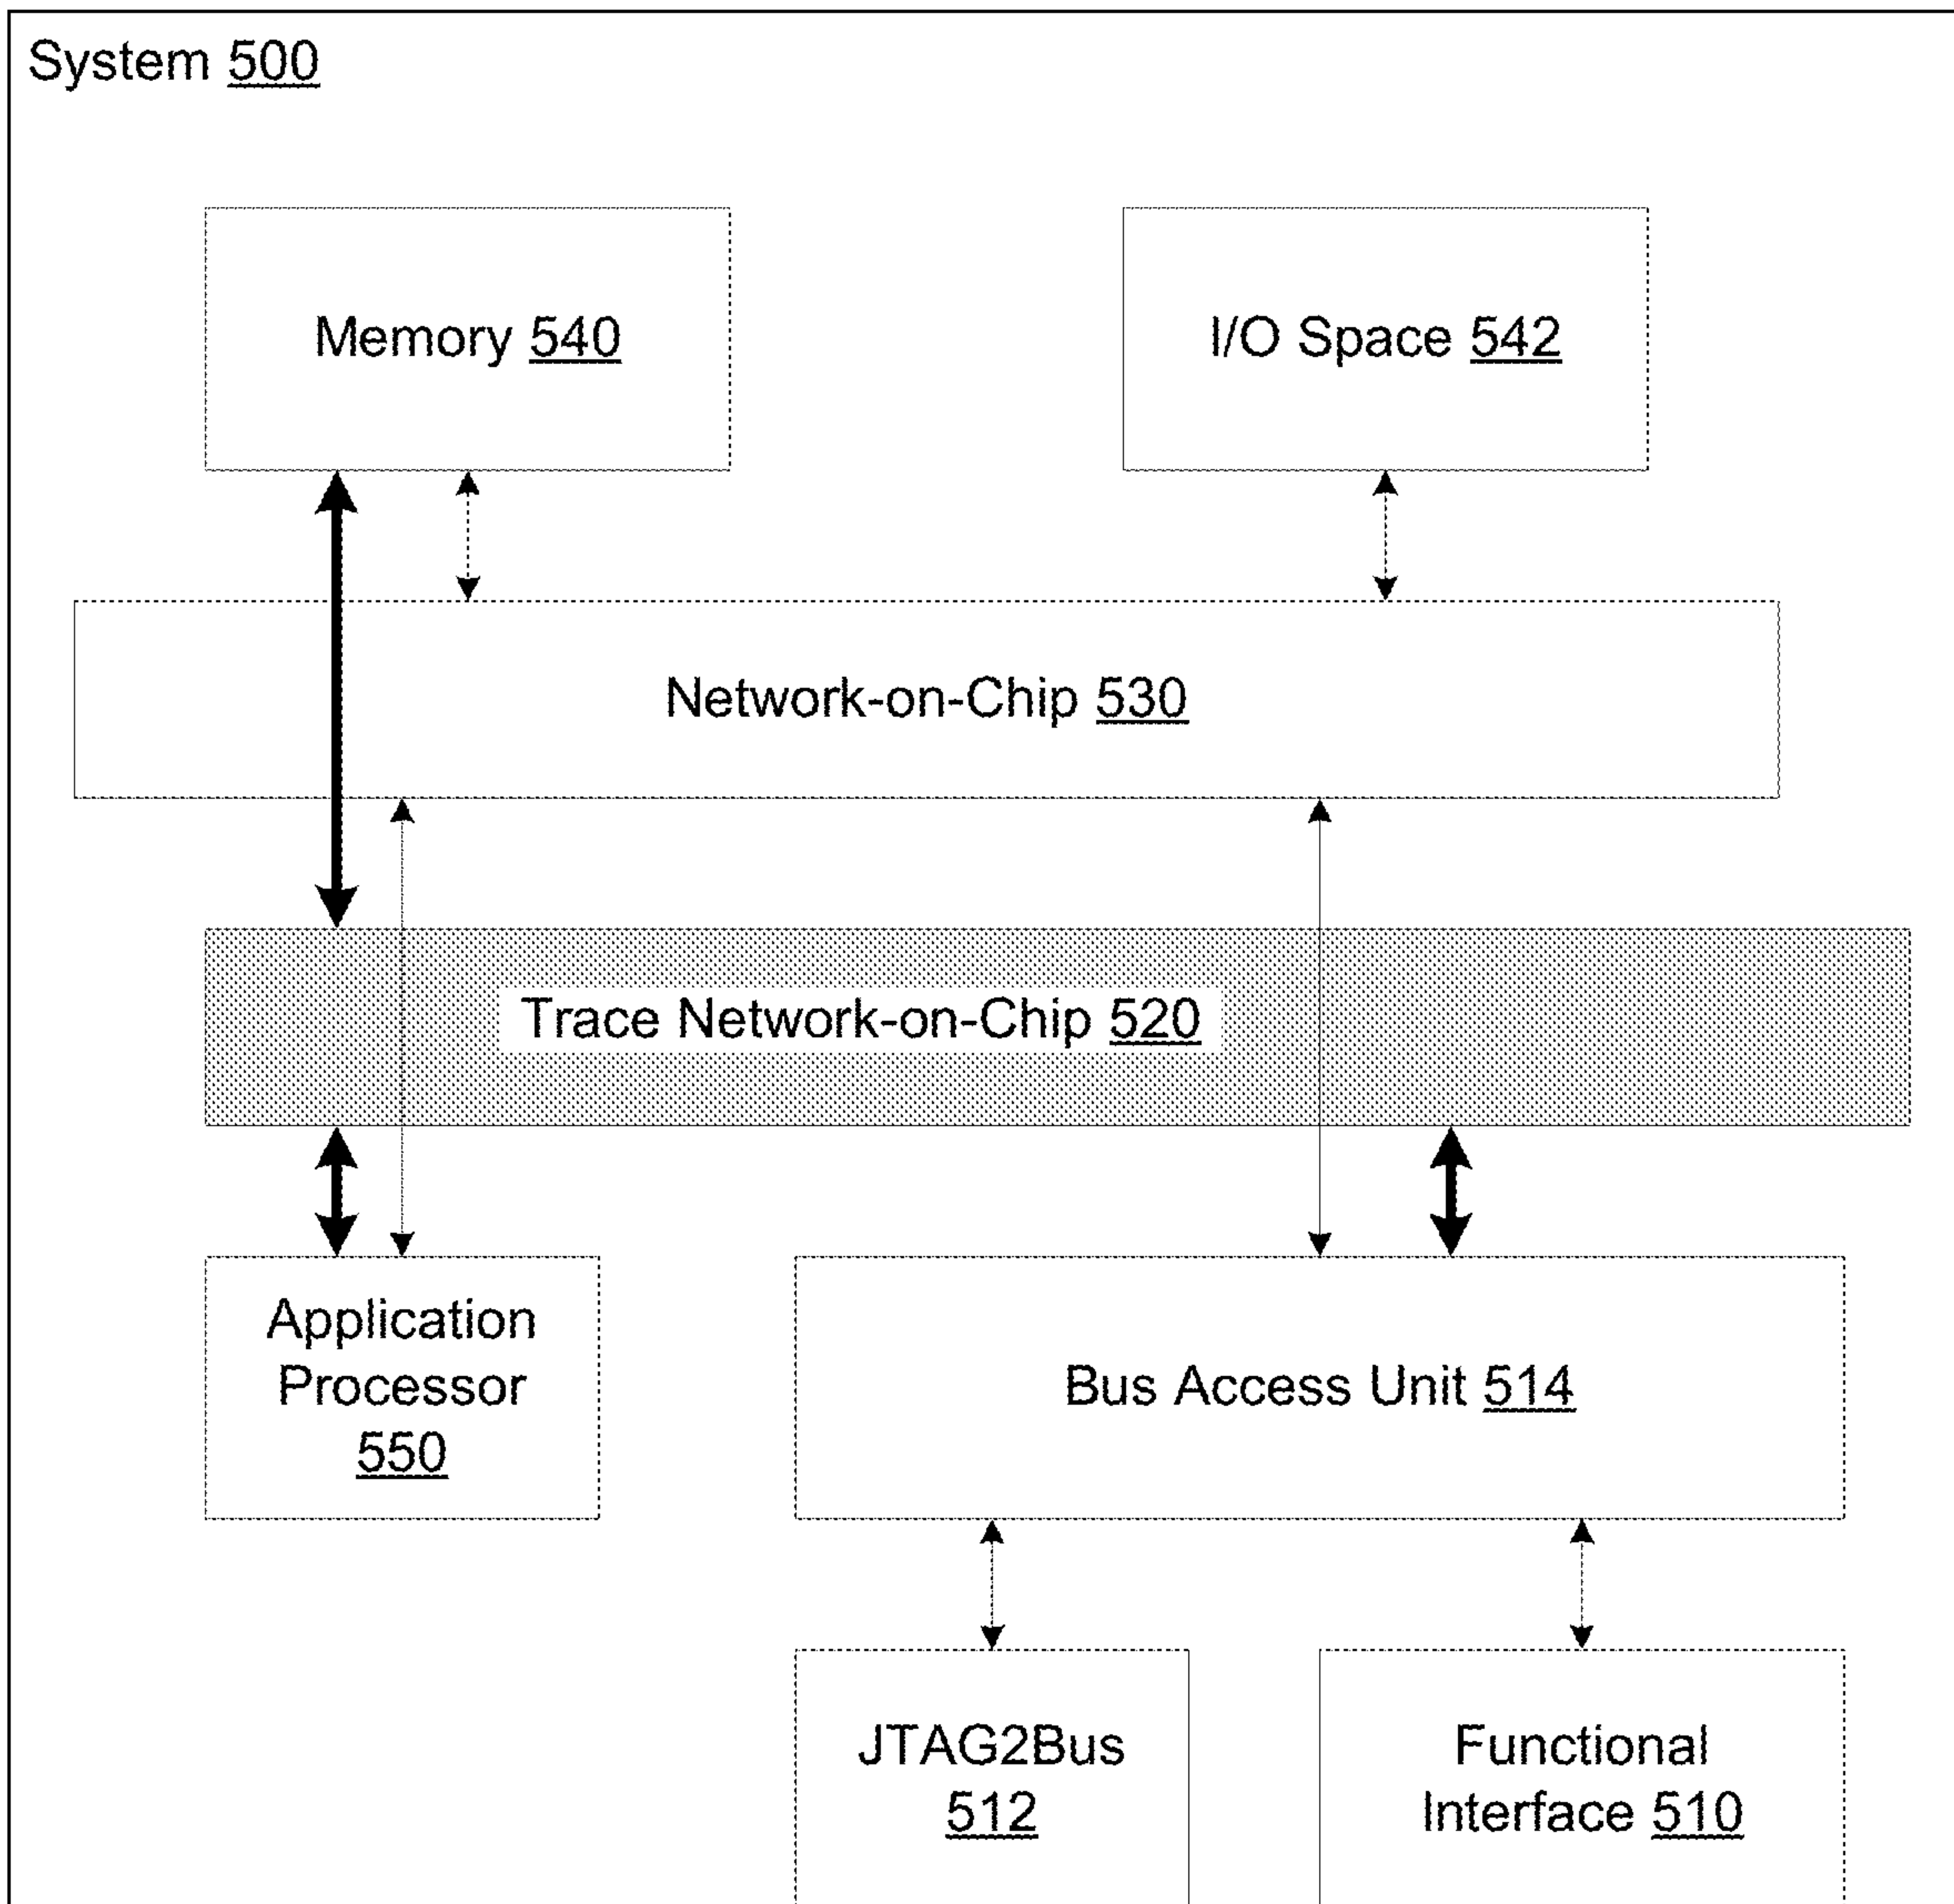 System 500
Memory 540
I/O Space 542
Network-on-Chip 530
Trace Network-on-Chip 520
Application
Processor
550
Bus Access Unit 514
JTAG2Bus
512
Functional
Interface 510